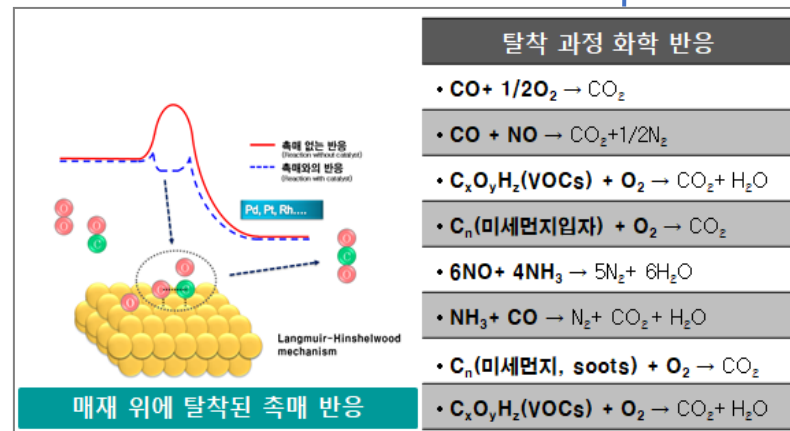 촉매 없는 반응
(Reaction without catalyst)
촉매와의 반응
(Reaction with catalyst)
Pd, Pt, Rh....
O
O
O
C
O
C
O
O
O
O
C
Langmuir-Hinshelwood
mechanism
매재 위에 탈착된 촉매 반응
탈착 과정 화학 반응
• CO+ 1/2O₂ → CO₂
• CO + NO → CO₂+1/2N₂
• CₓOᵧH_z(VOCs) + O₂ → CO₂+ H₂O
• Cₙ(미세먼지입자) + O₂ → CO₂
• 6NO+ 4NH₃ → 5N₂+ 6H₂O
• NH₃+ CO → N₂+ CO₂ + H₂O
• Cₙ(미세먼지, soots) + O₂ → CO₂
• CₓOᵧH_z(VOCs) + O₂ → CO₂+ H₂O